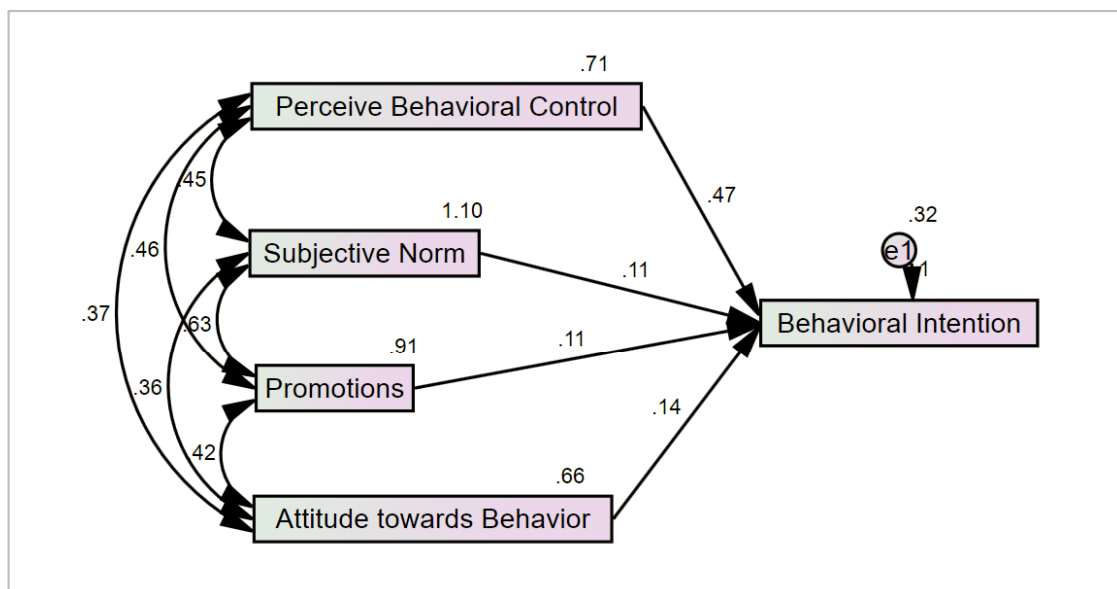 .71
Perceive Behavioral Control
.45
.47
1.10
.32
Subjective Norm
e1
.46
.11
1
.37
.63
Behavioral Intention
.91
.11
.36
Promotions
.14
.42
.66
Attitude towards Behavior